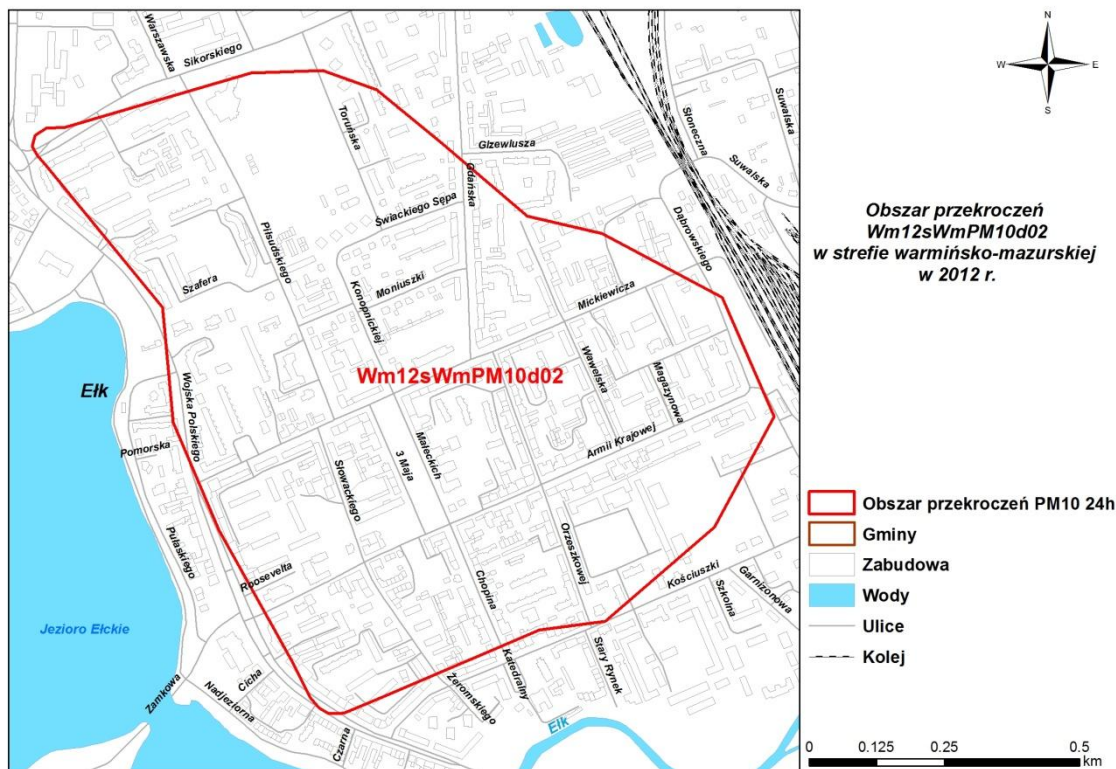 Warszawska
Sikorskiego
Toruńska
Glzewiusza
Gdańska
Sjoreczna
Suwalska
Suwalska
Świackiego Sępa
Dąbrowskiego
Piłsudskiego
Szafera
Moniuszki
Konopnickiej
Mickiewicza
Wm12sWmPM10d02
Wawelska
Magazynowa
Ełk
Wojska Polskiego
Pomorska
Armii Krajowej
Małeckich
3 Maja
Słowackiego
Pułaskiego
Orzeszkowej
Roosevelta
Chopina
Kościuszki
Szkolna
Garnizonowa
Jezioro Ełckie
Zamkowa
Nadjeziorna
Cicha
Czarna
Żeromskiego
Katedralny
Stary Rynek
Ełk
N
W
E
S
Obszar przekroczeń
Wm12sWmPM10d02
w strefie warmińsko-mazurskiej
w 2012 r.
Obszar przekroczeń PM10 24h
Gminy
Zabudowa
Wody
Ulice
Kolej
0 0.125 0.25 0.5
km